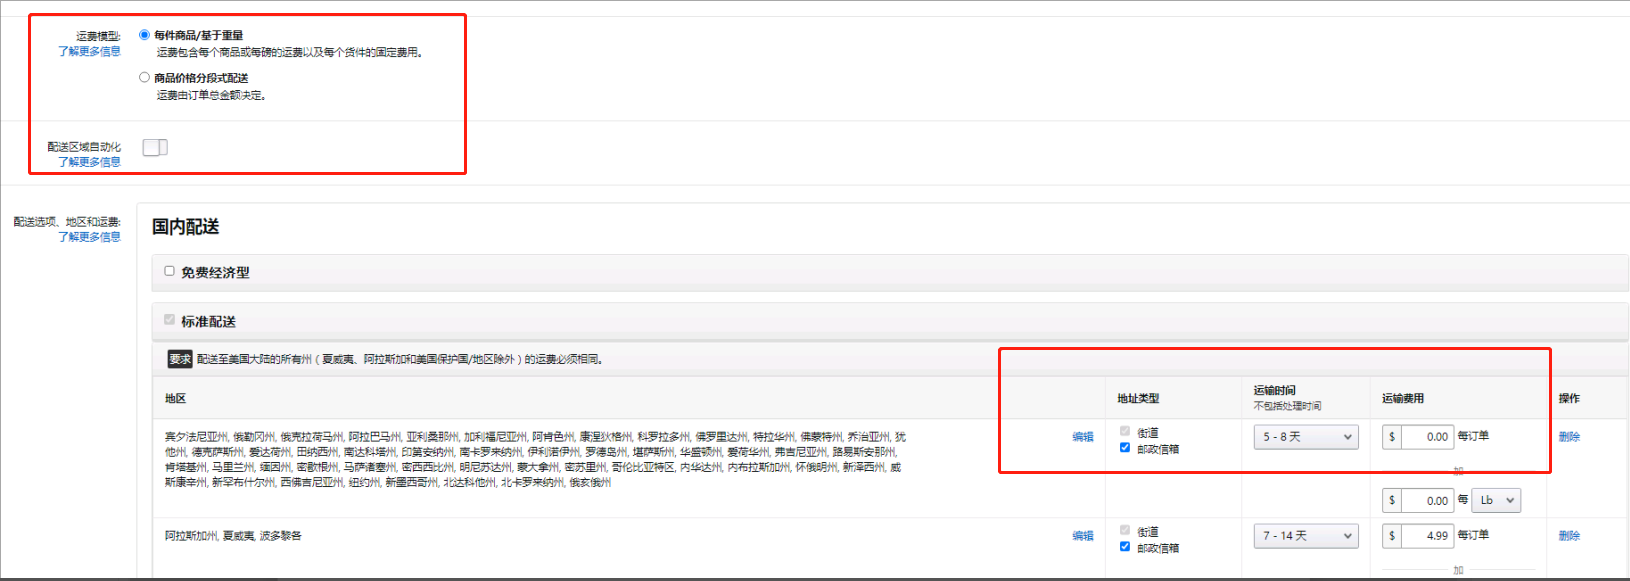 运费模型:
了解更多信息
每件商品/基于重量
运费包含每个商品或每磅的运费以及每个货件的固定费用。
商品价格分段式配送
运费由订单总金额决定。
配送区域自动化
了解更多信息
配送选项、地区和运费:
了解更多信息
国内配送
免费经济型
标准配送
要求 配送至美国大陆的所有州（夏威夷、阿拉斯加和美国保护国/地区除外）的运费必须相同。
地区 地址类型 运输时间 运输费用 操作
不包括处理时间
宾夕法尼亚州, 俄勒冈州, 俄克拉荷马州, 阿拉巴马州, 亚利桑那州, 加利福尼亚州, 阿肯色州, 康涅狄格州, 科罗拉多州, 佛罗里达州, 特拉华州, 佛蒙特州, 乔治亚州, 犹
他州, 德克萨斯州, 爱达荷州, 田纳西州, 南达科塔州, 印第安纳州, 南卡罗来纳州, 伊利诺伊州, 罗德岛州, 堪萨斯州, 华盛顿州, 爱荷华州, 弗吉尼亚州, 路易斯安那州,
肯塔基州, 马里兰州, 缅因州, 密歇根州, 马萨诸塞州, 密西西比州, 明尼苏达州, 蒙大拿州, 密苏里州, 哥伦比亚特区, 内华达州, 内布拉斯加州, 怀俄明州, 新泽西州, 威
斯康辛州, 新罕布什尔州, 西佛吉尼亚州, 纽约州, 新墨西哥州, 北达科他州, 北卡罗来纳州, 俄亥俄州
编辑
街道
邮政信箱
5 - 8 天
$ 0.00 每订单
加
$ 0.00 每 Lb
删除
阿拉斯加州, 夏威夷, 波多黎各
编辑
街道
邮政信箱
7 - 14 天
$ 4.99 每订单
加
删除